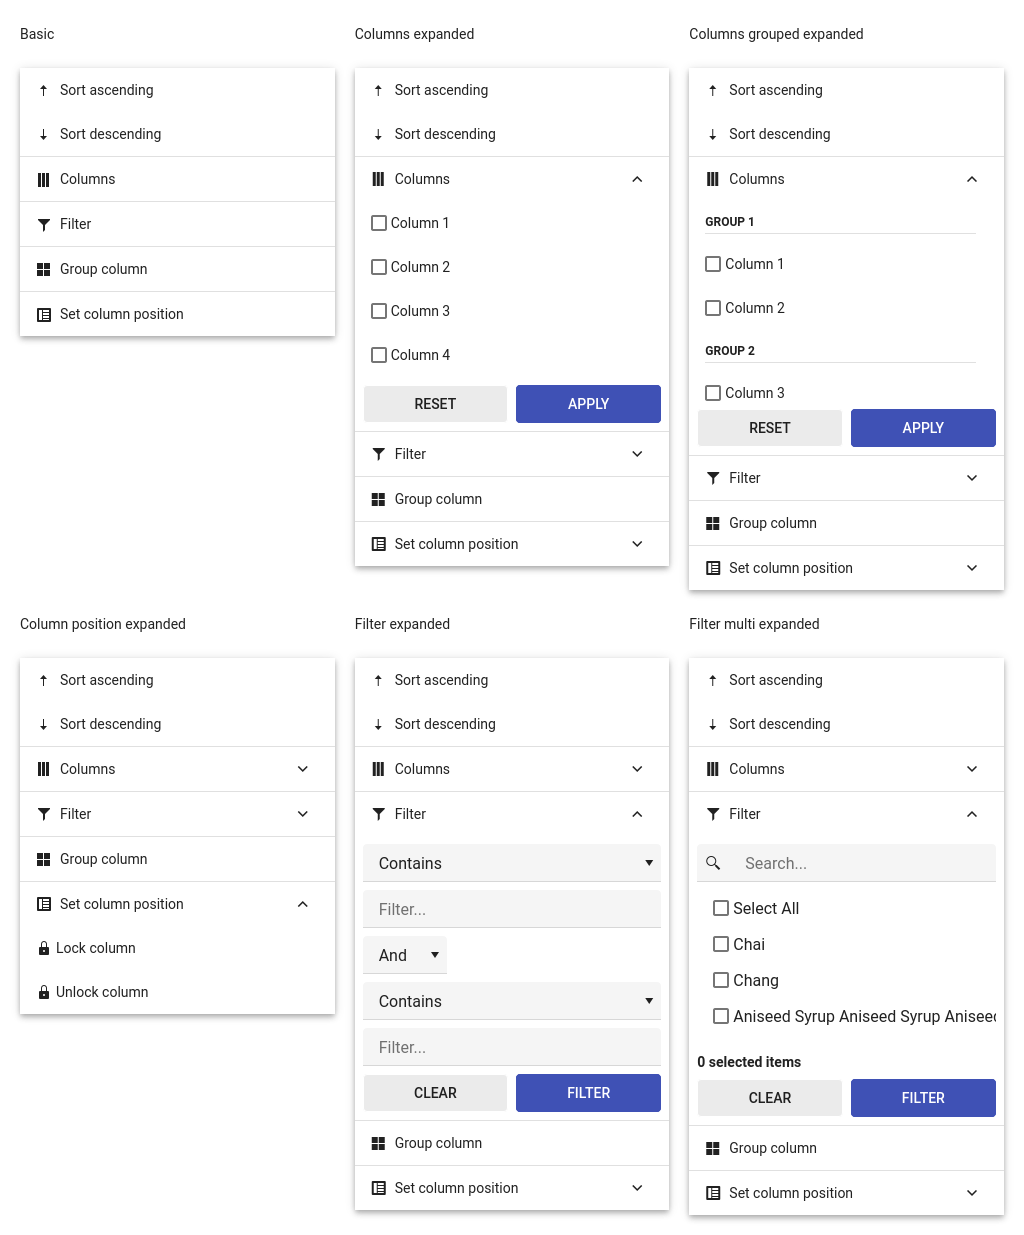 Basic
Sort ascending
Sort descending
Columns
Filter
Group column
Set column position
Columns expanded
Sort ascending
Sort descending
Columns
Column 1
Column 2
Column 3
Column 4
RESET APPLY
Filter
Group column
Set column position
Columns grouped expanded
Sort ascending
Sort descending
Columns
GROUP 1
Column 1
Column 2
GROUP 2
Column 3
RESET APPLY
Filter
Group column
Set column position
Column position expanded
Sort ascending
Sort descending
Columns
Filter
Group column
Set column position
Lock column
Unlock column
Filter expanded
Sort ascending
Sort descending
Columns
Filter
Contains
Filter...
And
Contains
Filter...
CLEAR FILTER
Group column
Set column position
Filter multi expanded
Sort ascending
Sort descending
Columns
Filter
Search...
Select All
Chai
Chang
Aniseed Syrup Aniseed Syrup Aniseed
0 selected items
CLEAR FILTER
Group column
Set column position